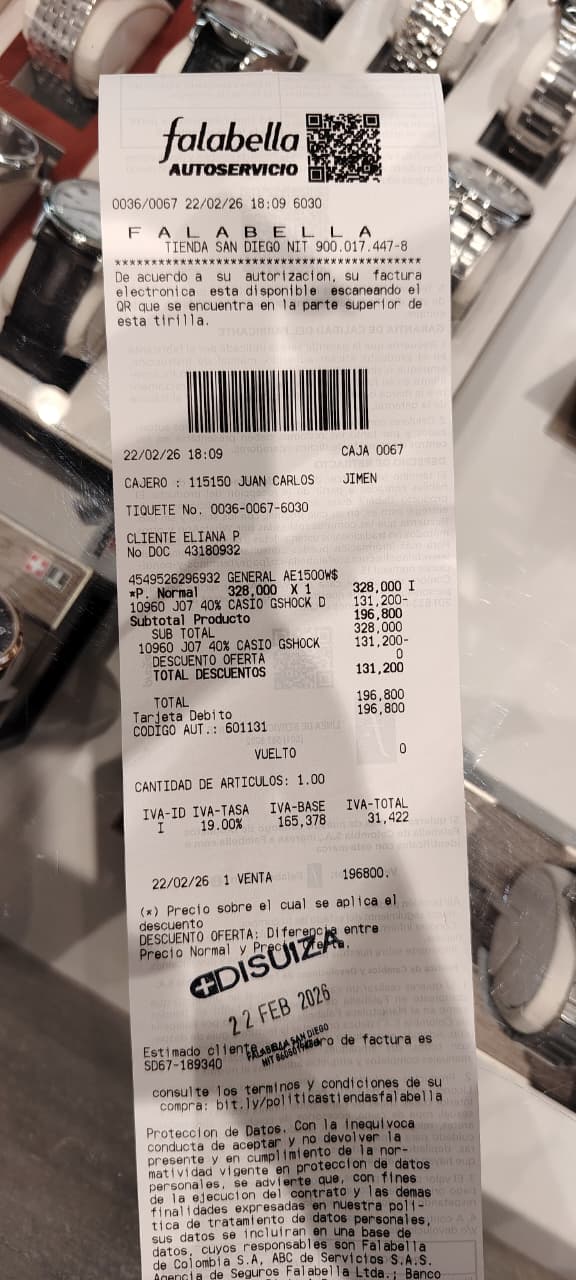 falabella
AUTOSERVICIO
0036/0067 22/02/26 18:09 6030
F A L A B E L L A
TIENDA SAN DIEGO NIT 900.017.447-8
******************************************
De acuerdo a su autorizacion, su factura
electronica esta disponible escaneando el
QR que se encuentra en la parte superior de
esta tirilla.
22/02/26 18:09 CAJA 0067
CAJERO : 115150 JUAN CARLOS JIMEN
TIQUETE No. 0036-0067-6030
CLIENTE ELIANA P
No DOC 43180932
4549526296932 GENERAL AE1500W$
*P. Normal 328,000 X 1 328,000 I
10960 J07 40% CASIO GSHOCK D 131,200-
Subtotal Producto 196,800
SUB TOTAL 328,000
10960 J07 40% CASIO GSHOCK 131,200-
DESCUENTO OFERTA 0
TOTAL DESCUENTOS 131,200
TOTAL 196,800
Tarjeta Debito 196,800
CODIGO AUT.: 601131
VUELTO 0
CANTIDAD DE ARTICULOS: 1.00
IVA-ID IVA-TASA IVA-BASE IVA-TOTAL
I 19.00% 165,378 31,422
22/02/26 1 VENTA 196800.
(*) Precio sobre el cual se aplica el
descuento
DESCUENTO OFERTA: Diferencia entre
Precio Normal y Precio Oferta.
DISUIZA
22 FEB 2026
FALABELLA SAN DIEGO
Estimado cliente de factura es
SD67-189340
consulte los terminos y condiciones de su
compra: bit.ly/politicastiendasfalabella
Proteccion de Datos. Con la inequivoca
conducta de aceptar y no devolver la
presente y en cumplimiento de la nor-
matividad vigente en proteccion de datos
personales, se advierte que, con fines
de la ejecucion del contrato y las demas
finalidades expresadas en nuestra poli-
tica de tratamiento de datos personales,
sus datos se incluiran en una base de
datos, cuyos responsables son Falabella
de Colombia S.A, ABC de Servicios S.A.S.
Agencia de Seguros Falabella Ltda.; Banco